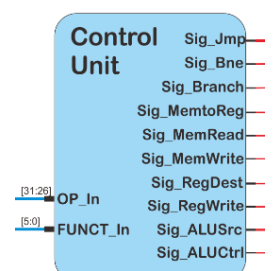 Control
Unit
Sig_Jmp
Sig_Bne
Sig_Branch
Sig_MemtoReg
Sig_MemRead
Sig_MemWrite
Sig_RegDest
Sig_RegWrite
Sig_ALUSrc
Sig_ALUCtrl
[31:26]
OP_In
[5:0]
FUNCT_In